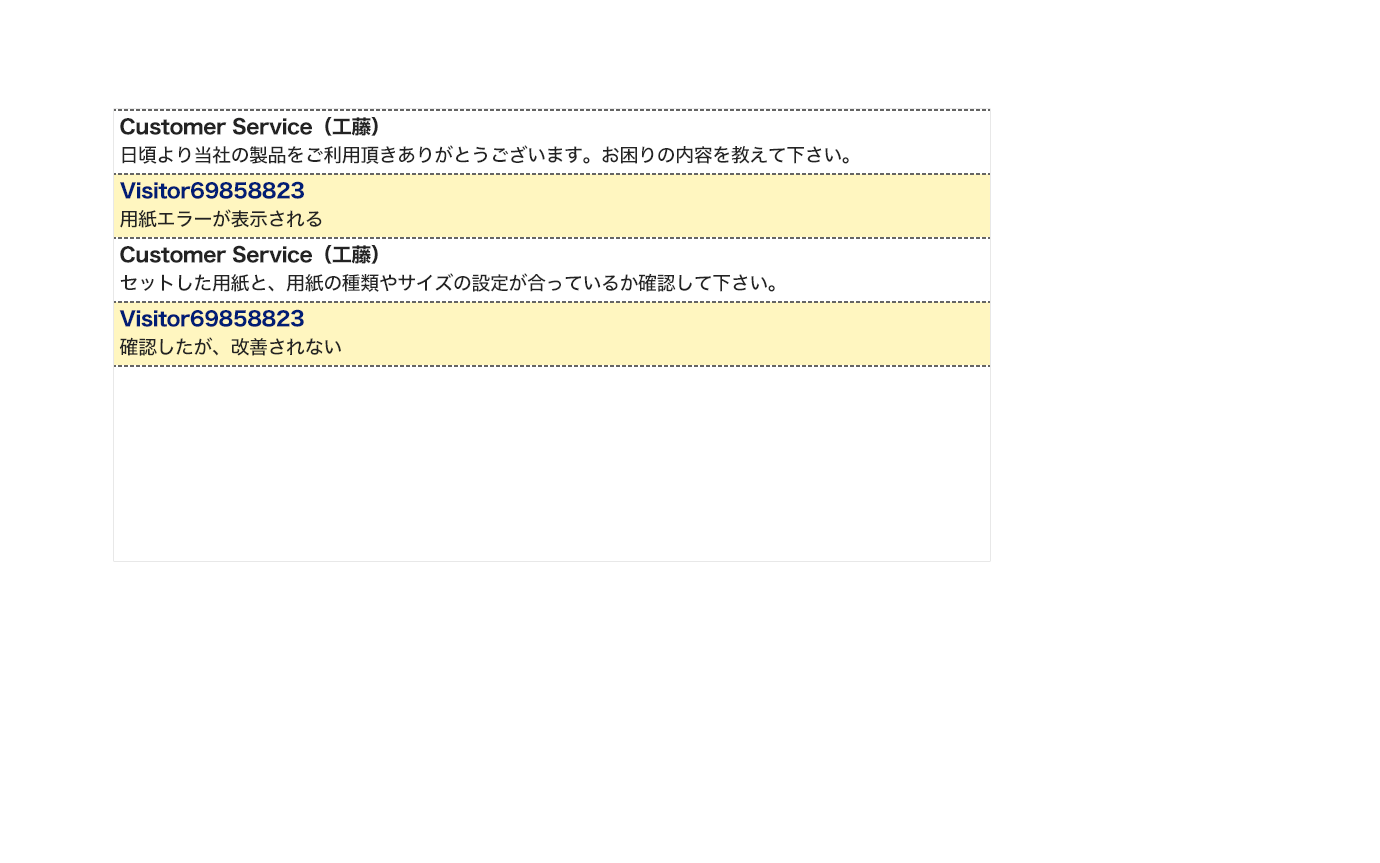 Customer Service（工藤）
日頃より当社の製品をご利用頂きありがとうございます。お困りの内容を教えて下さい。
Visitor69858823
用紙エラーが表示される
Customer Service（工藤）
セットした用紙と、用紙の種類やサイズの設定が合っているか確認して下さい。
Visitor69858823
確認したが、改善されない